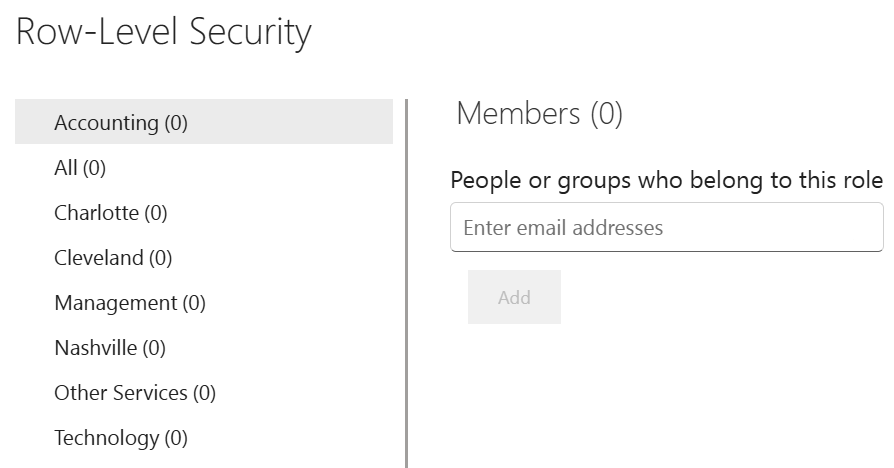 Row-Level Security
Accounting (0)
All (0)
Charlotte (0)
Cleveland (0)
Management (0)
Nashville (0)
Other Services (0)
Technology (0)
Members (0)
People or groups who belong to this role
Enter email addresses
Add